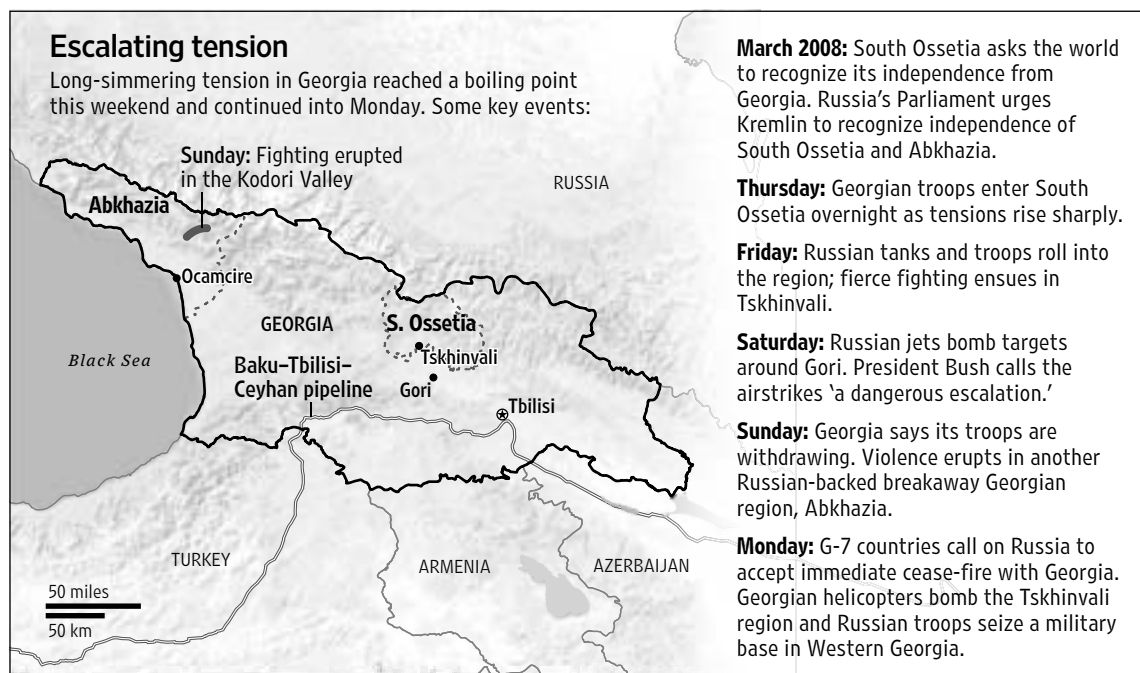 Escalating tension
Long-simmering tension in Georgia reached a boiling point
this weekend and continued into Monday. Some key events:
Sunday: Fighting erupted
in the Kodori Valley
RUSSIA
Abkhazia
Ocamcire
GEORGIA
S. Ossetia
Black Sea
Tskhinvali
Baku–Tbilisi–
Ceyhan pipeline
Gori
Tbilisi
TURKEY
ARMENIA
AZERBAIJAN
50 miles
50 km
March 2008: South Ossetia asks the world
to recognize its independence from
Georgia. Russia's Parliament urges
Kremlin to recognize independence of
South Ossetia and Abkhazia.
Thursday: Georgian troops enter South
Ossetia overnight as tensions rise sharply.
Friday: Russian tanks and troops roll into
the region; fierce fighting ensues in
Tskhinvali.
Saturday: Russian jets bomb targets
around Gori. President Bush calls the
airstrikes ‘a dangerous escalation.’
Sunday: Georgia says its troops are
withdrawing. Violence erupts in another
Russian-backed breakaway Georgian
region, Abkhazia.
Monday: G-7 countries call on Russia to
accept immediate cease-fire with Georgia.
Georgian helicopters bomb the Tskhinvali
region and Russian troops seize a military
base in Western Georgia.